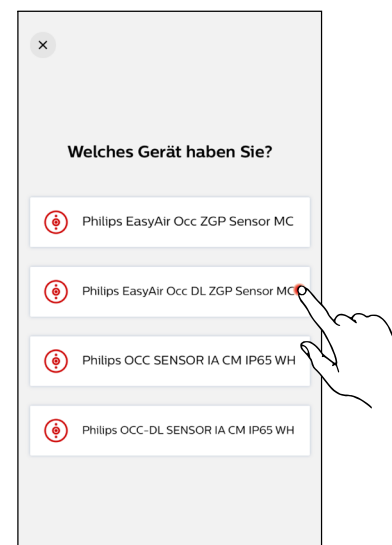 Welches Gerät haben Sie?
Philips EasyAir Occ ZGP Sensor MC
Philips EasyAir Occ DL ZGP Sensor MC
Philips OCC SENSOR IA CM IP65 WH
Philips OCC-DL SENSOR IA CM IP65 WH